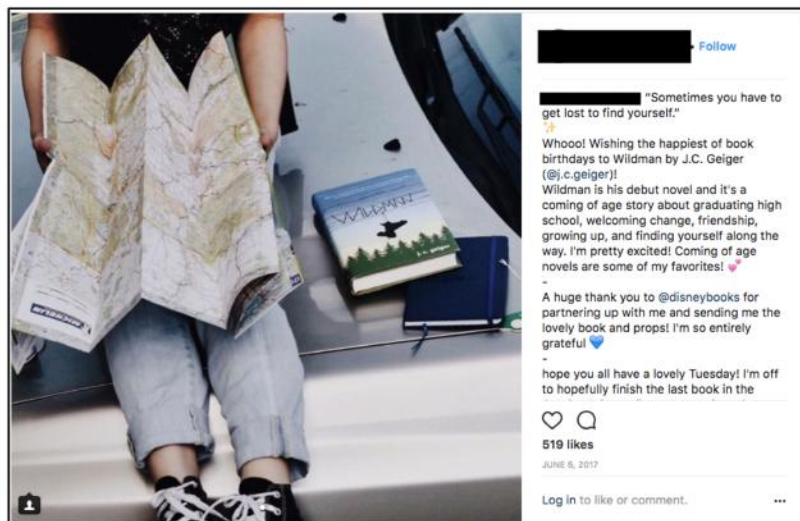 MICHELIN
WILDMAN
j. c. geiger
• Follow
"Sometimes you have to
get lost to find yourself."
✨
Whooo! Wishing the happiest of book
birthdays to Wildman by J.C. Geiger
(@j.c.geiger)!
Wildman is his debut novel and it's a
coming of age story about graduating high
school, welcoming change, friendship,
growing up, and finding yourself along the
way. I'm pretty excited! Coming of age
novels are some of my favorites! 💕
-
A huge thank you to @disneybooks for
partnering up with me and sending me the
lovely book and props! I'm so entirely
grateful 💙
-
hope you all have a lovely Tuesday! I'm off
to hopefully finish the last book in the
519 likes
JUNE 6, 2017
Log in to like or comment.